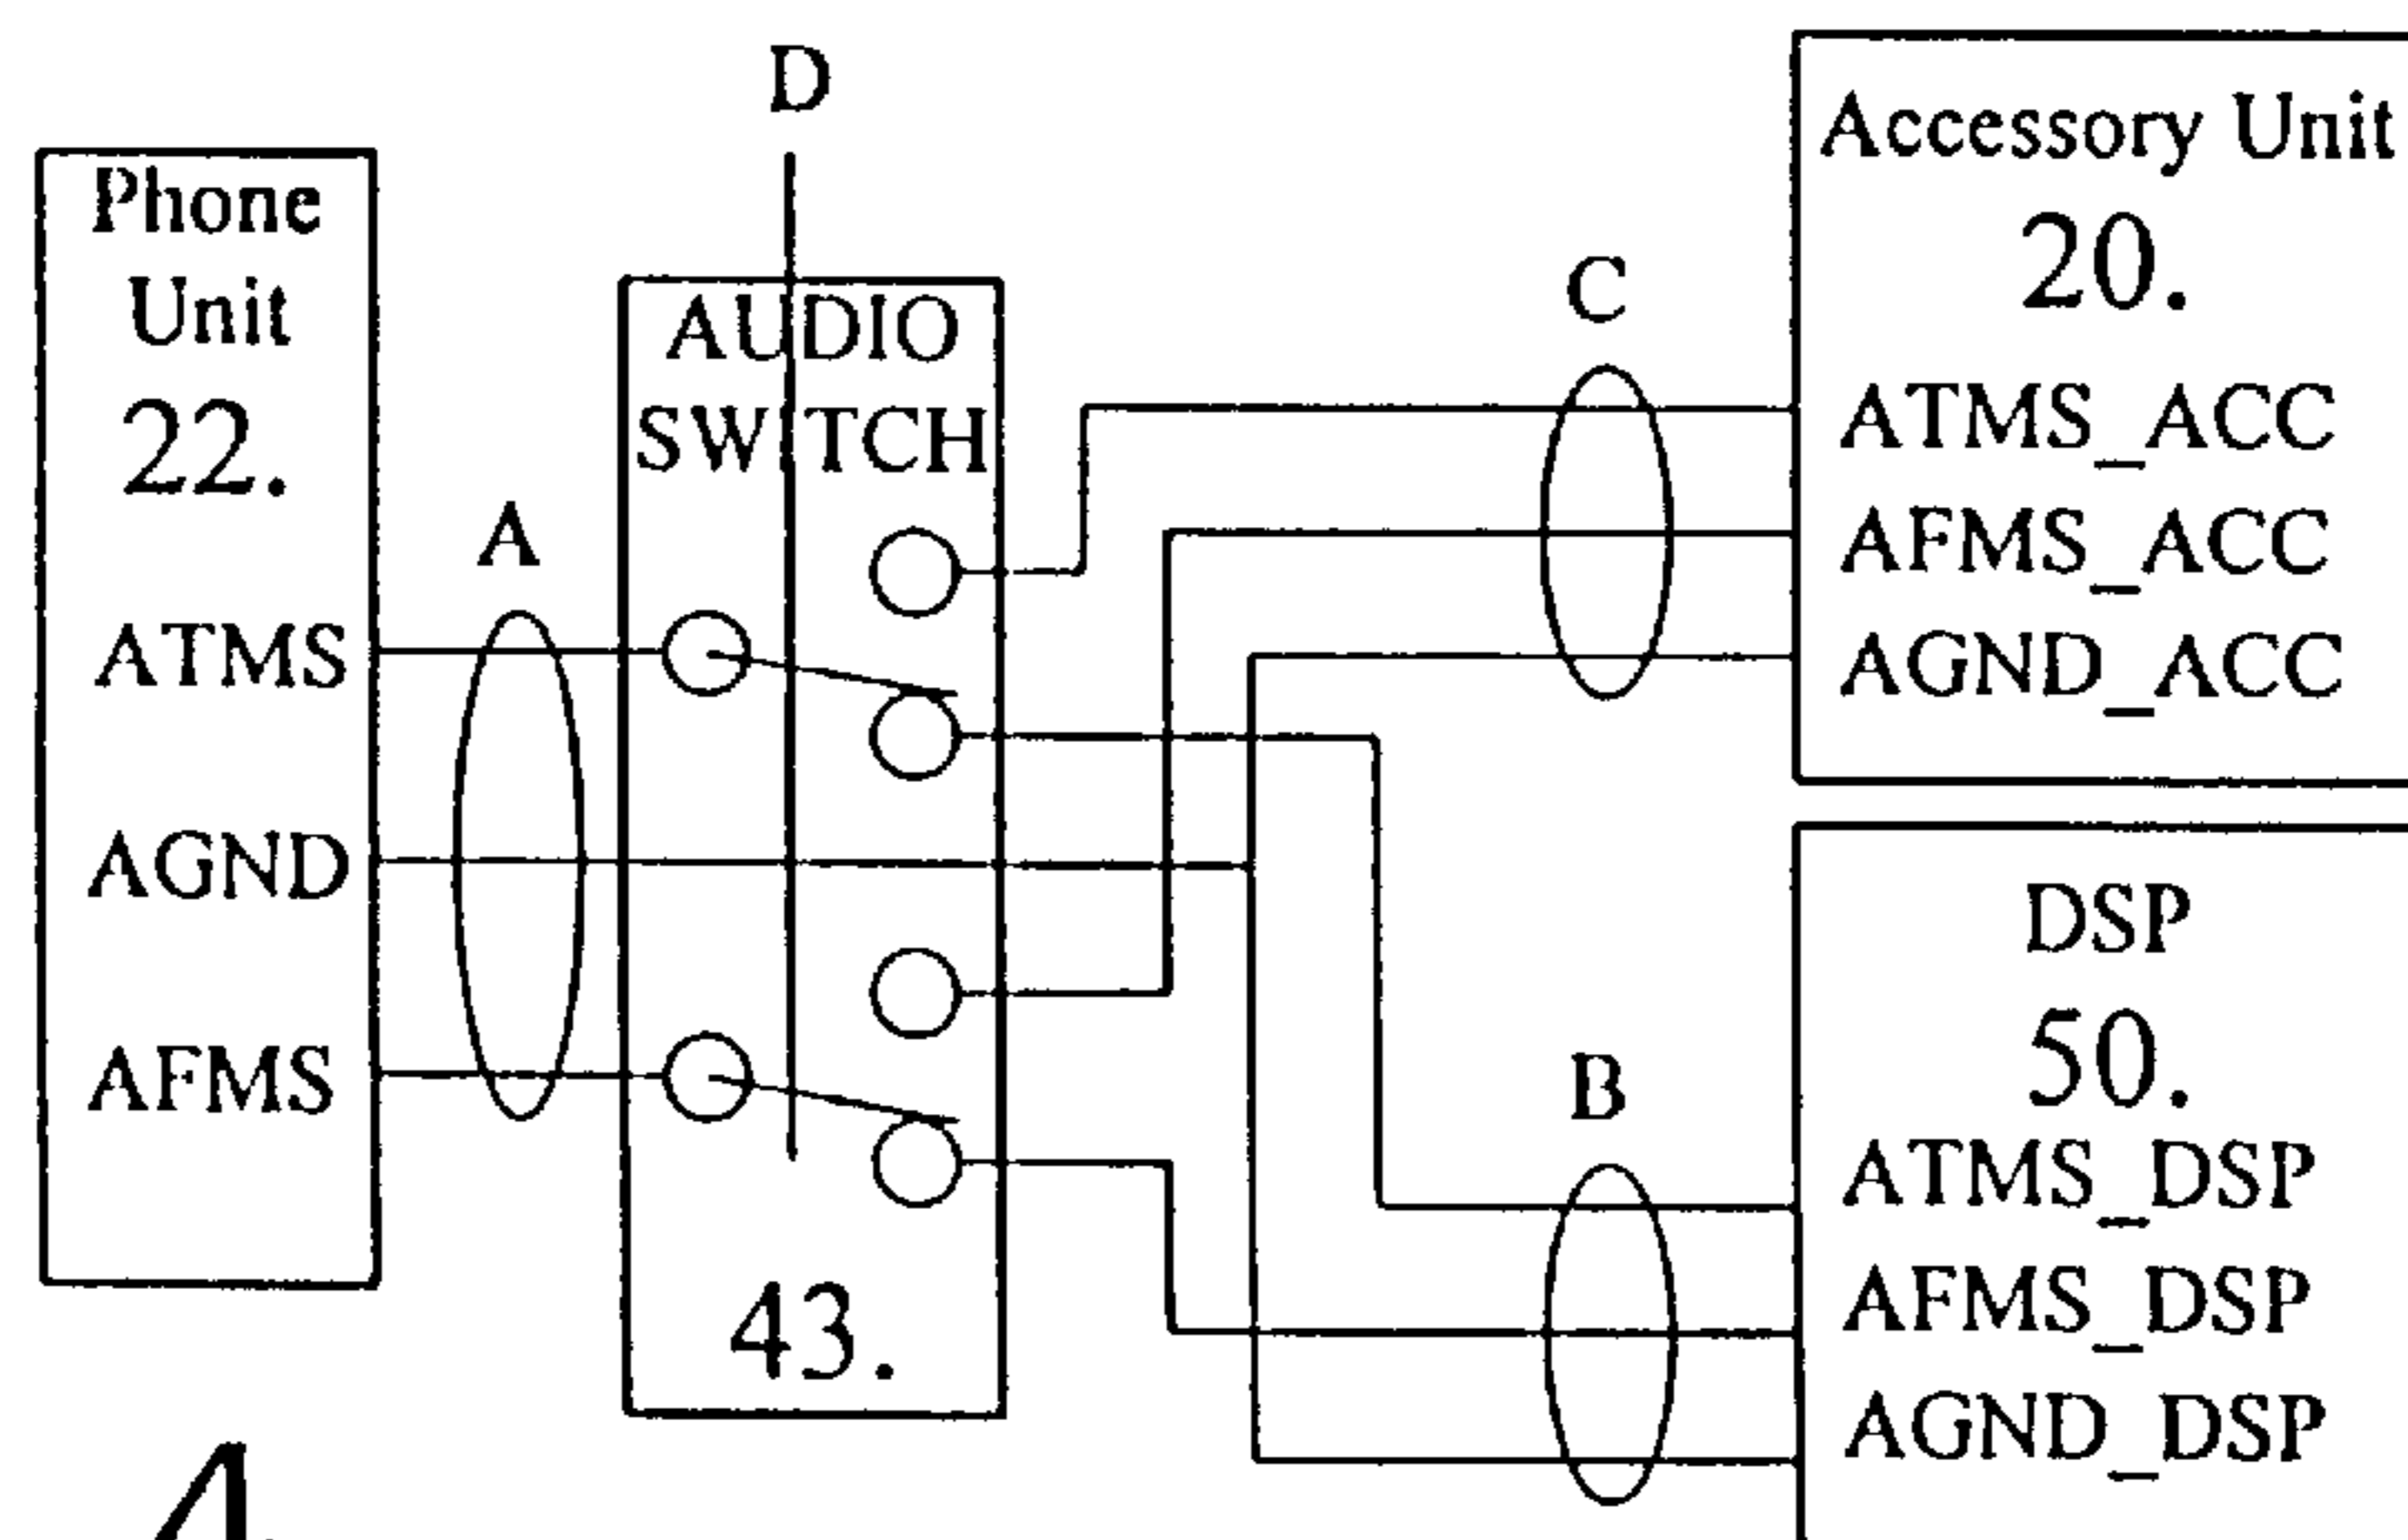 D
Phone
Unit
22.
ATMS
AGND
AFMS
A
AUDIO
SWITCH
43.
C
Accessory Unit
20.
ATMS_ACC
AFMS_ACC
AGND_ACC
B
DSP
50.
ATMS_DSP
AFMS_DSP
AGND_DSP